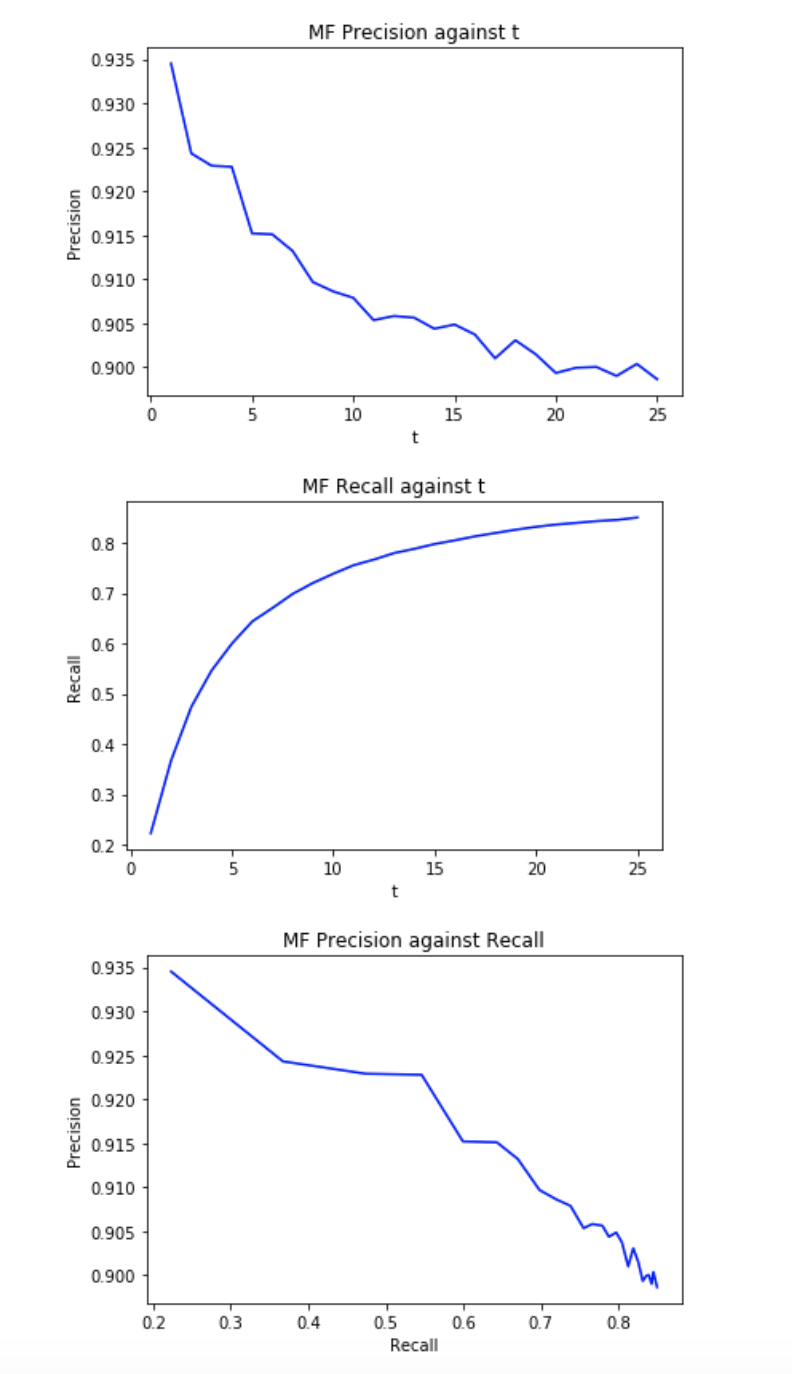 MF Precision against t
0.935
0.930
0.925
0.920
0.915
0.910
0.905
0.900
Precision
0 5 10 15 20 25
t
MF Recall against t
0.8
0.7
0.6
0.5
0.4
0.3
0.2
Recall
0 5 10 15 20 25
t
MF Precision against Recall
0.935
0.930
0.925
0.920
0.915
0.910
0.905
0.900
Precision
0.2 0.3 0.4 0.5 0.6 0.7 0.8
Recall